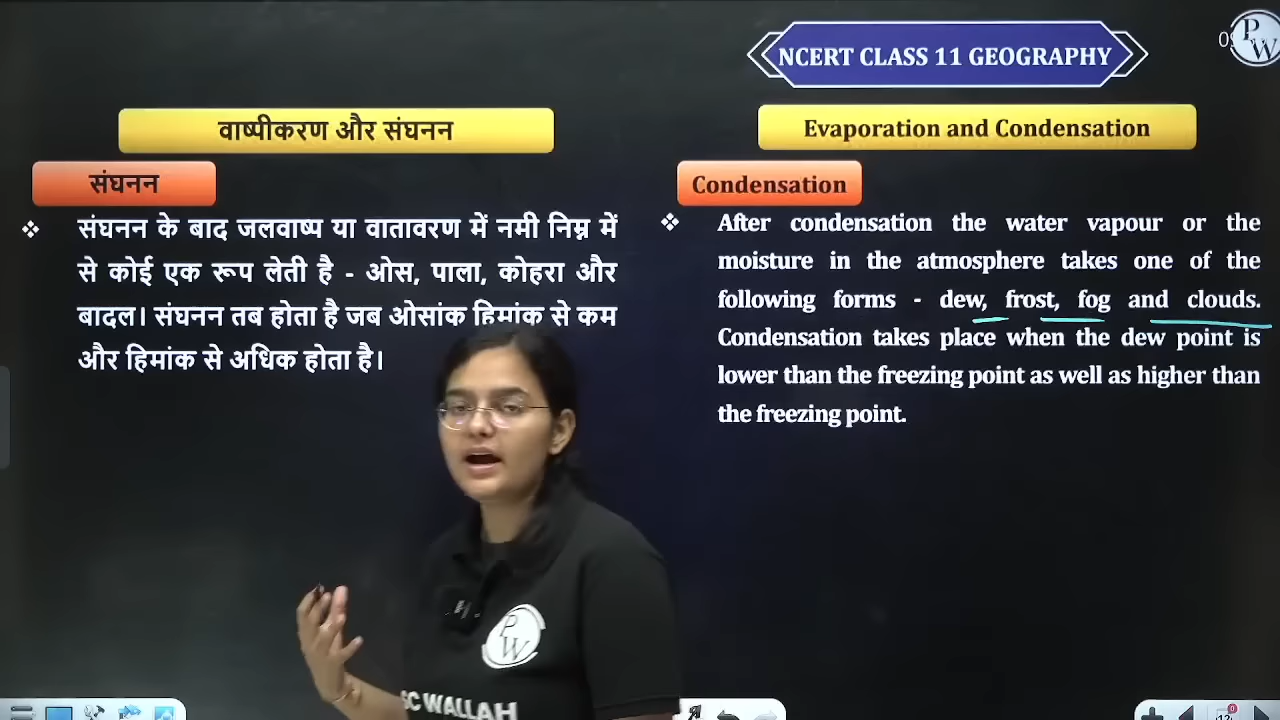 NCERT CLASS 11 GEOGRAPHY
PW
वाष्पीकरण और संघनन
Evaporation and Condensation
संघनन
Condensation
❖ संघनन के बाद जलवाष्प या वातावरण में नमी निम्न में
से कोई एक रूप लेती है - ओस, पाला, कोहरा और
बादल। संघनन तब होता है जब ओसांक हिमांक से कम
और हिमांक से अधिक होता है।
❖ After condensation the water vapour or the
moisture in the atmosphere takes one of the
following forms - dew, frost, fog and clouds.
Condensation takes place when the dew point is
lower than the freezing point as well as higher than
the freezing point.
PW
WALLAH